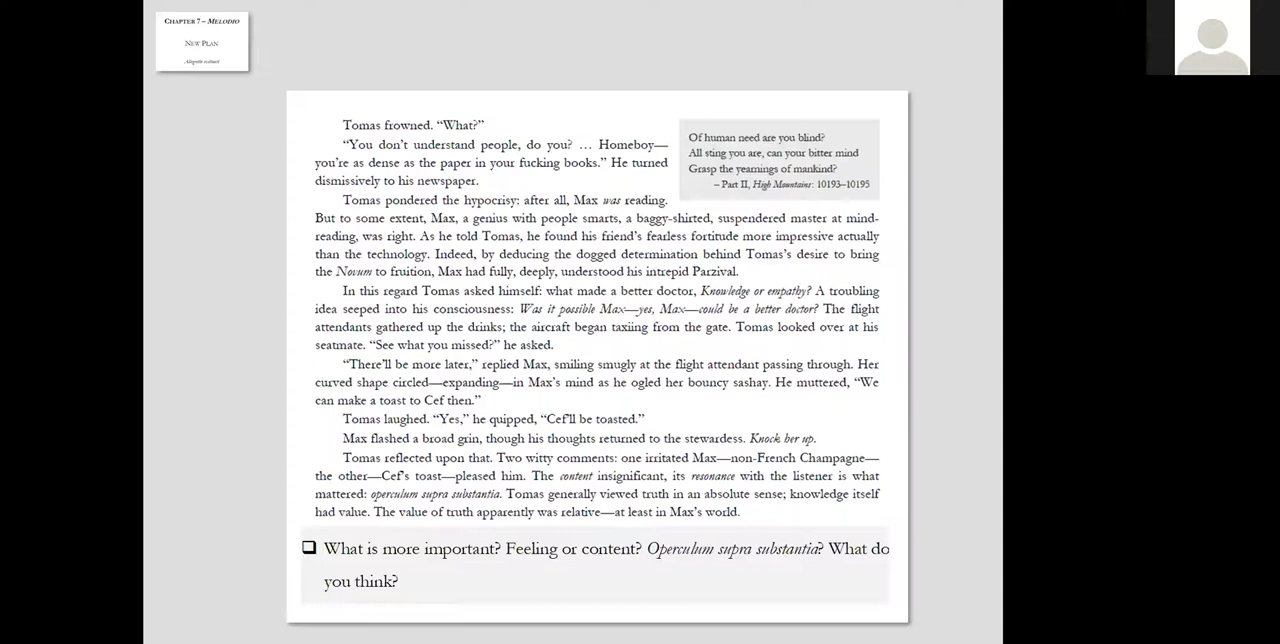 CHAPTER 7 – MELODIO
NEW PLAN
Tomas frowned. “What?”
“You don’t understand people, do you? … Homeboy—
you’re as dense as the paper in your fucking books.” He turned
dismissively to his newspaper.
Of human need are you blind?
All sting you are, can your bitter mind
Grasp the yearnings of mankind?
– Part II, High Mountains: 10193–10195
Tomas pondered the hypocrisy: after all, Max was reading.
But to some extent, Max, a genius with people smarts, a baggy-shirted, suspendered master at mind-
reading, was right. As he told Tomas, he found his friend’s fearless fortitude more impressive actually
than the technology. Indeed, by deducing the dogged determination behind Tomas’s desire to bring
the Novum to fruition, Max had fully, deeply, understood his intrepid Parzival.
In this regard Tomas asked himself: what made a better doctor, Knowledge or empathy? A troubling
idea seeped into his consciousness: Was it possible Max—yes, Max—could be a better doctor? The flight
attendants gathered up the drinks; the aircraft began taxiing from the gate. Tomas looked over at his
seatmate. “See what you missed?” he asked.
“There’ll be more later,” replied Max, smiling smugly at the flight attendant passing through. Her
curved shape circled—expanding—in Max’s mind as he ogled her bouncy sashay. He muttered, “We
can make a toast to Cef then.”
Tomas laughed. “Yes,” he quipped, “Cef’ll be toasted.”
Max flashed a broad grin, though his thoughts returned to the stewardess. Knock her up.
Tomas reflected upon that. Two witty comments: one irritated Max—non-French Champagne—
the other—Cef’s toast—pleased him. The content insignificant, its resonance with the listener is what
mattered: operculum supra substantia. Tomas generally viewed truth in an absolute sense; knowledge itself
had value. The value of truth apparently was relative—at least in Max’s world.
❑ What is more important? Feeling or content? Operculum supra substantia? What do
you think?